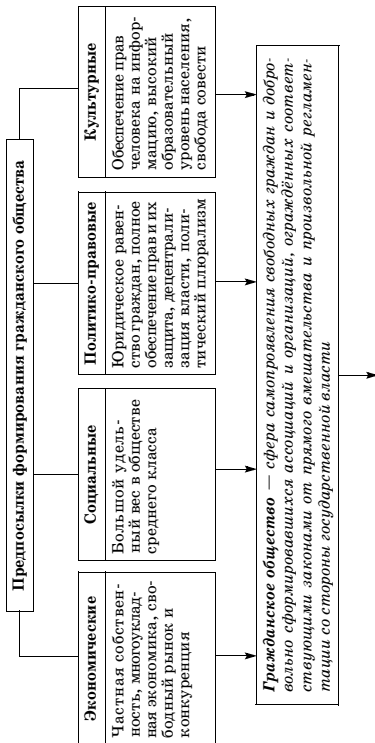 Предпосылки формирования гражданского общества
Экономические
Частная собствен-
ность, многоуклад-
ная экономика, сво-
бодный рынок и
конкуренция
Социальные
Большой удель-
ный вес в обществе
среднего класса
Политико-правовые
Юридическое равен-
ство граждан, полное
обеспечение прав и их
защита, децентрали-
зация власти, поли-
тический плюрализм
Культурные
Обеспечение прав
человека на инфор-
мацию, высокий
образовательный
уровень населения,
свобода совести
Гражданское общество — сфера самопроявления свободных граждан и добро-
вольно сформировавшихся ассоциаций и организаций, ограждённых соответ-
ствующими законами от прямого вмешательства и произвольной регламен-
тации со стороны государственной власти